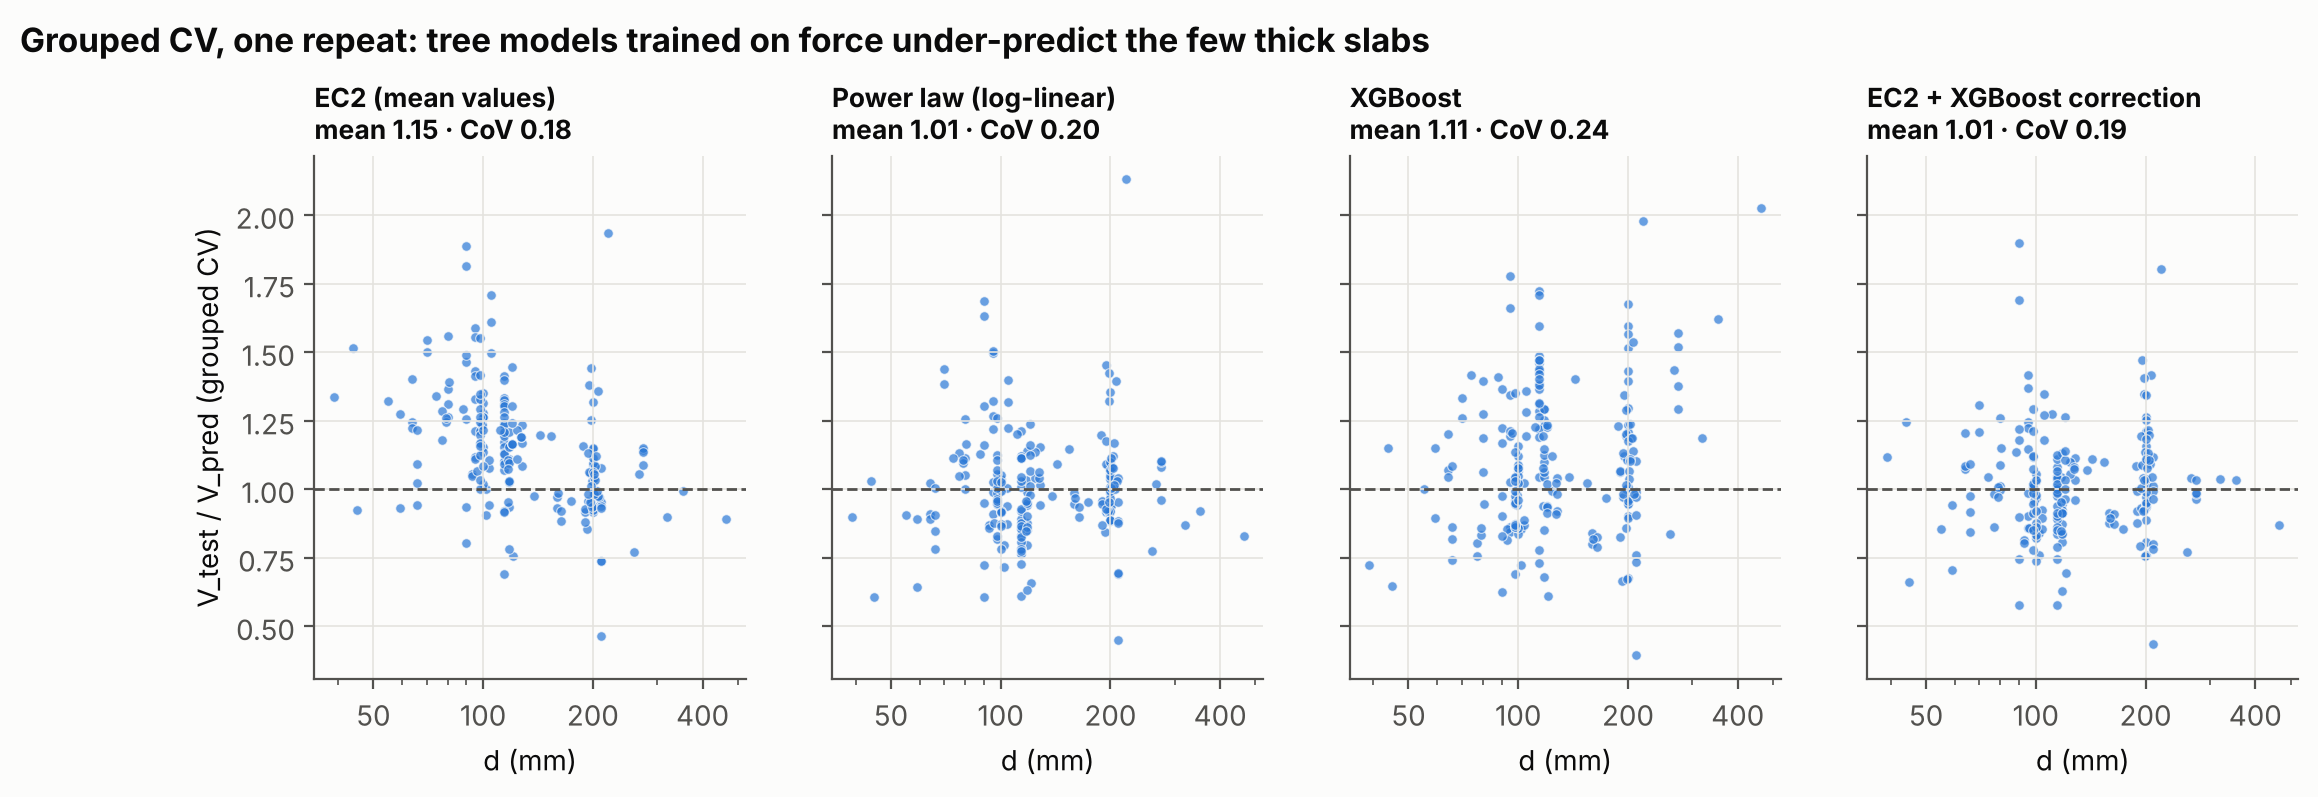 Grouped CV, one repeat: tree models trained on force under-predict the few thick slabs
EC2 (mean values)
mean 1.15 · CoV 0.18
Power law (log-linear)
mean 1.01 · CoV 0.20
XGBoost
mean 1.11 · CoV 0.24
EC2 + XGBoost correction
mean 1.01 · CoV 0.19
V_test / V_pred (grouped CV)
2.00
1.75
1.50
1.25
1.00
0.75
0.50
50 100 200 400
50 100 200 400
50 100 200 400
50 100 200 400
d (mm)
d (mm)
d (mm)
d (mm)